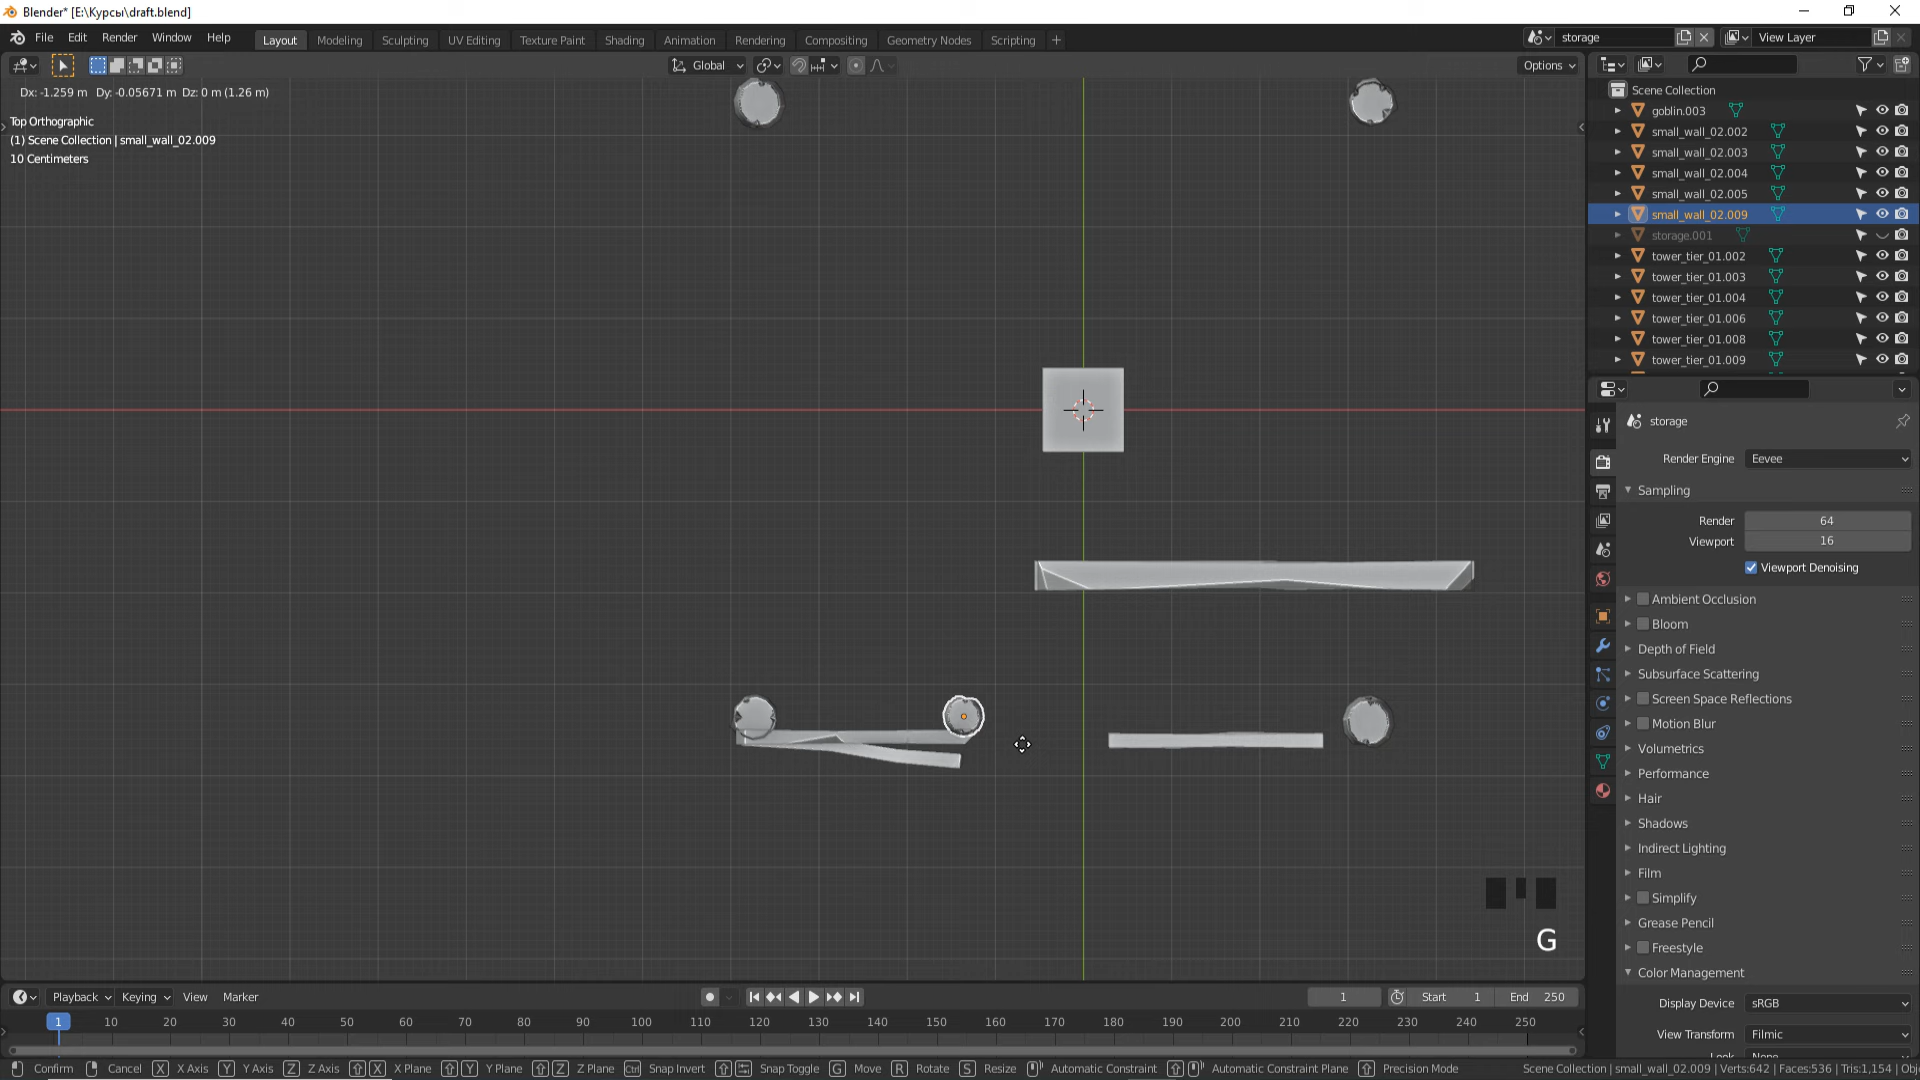 Blender* [E:\Курсы\draft.blend]
File Edit Render Window Help Layout Modeling Sculpting UV Editing Texture Paint Shading Animation Rendering Compositing Geometry Nodes Scripting + storage View Layer
Global Options
Dx: -1.259 m Dy: -0.05671 m Dz: 0 m (1.26 m)
Top Orthographic
(1) Scene Collection | small_wall_02.009
10 Centimeters
Scene Collection
goblin.003
small_wall_02.002
small_wall_02.003
small_wall_02.004
small_wall_02.005
small_wall_02.009
storage.001
tower_tier_01.002
tower_tier_01.003
tower_tier_01.004
tower_tier_01.006
tower_tier_01.008
tower_tier_01.009
storage
Render Engine Eevee
Sampling
Render 64
Viewport 16
Viewport Denoising
Ambient Occlusion
Bloom
Depth of Field
Subsurface Scattering
Screen Space Reflections
Motion Blur
Volumetrics
Performance
Hair
Shadows
Indirect Lighting
Film
Simplify
Grease Pencil
Freestyle
Color Management
Display Device sRGB
View Transform Filmic
G
Playback Keying View Marker 1 Start 1 End 250
1 10 20 30 40 50 60 70 80 90 100 110 120 130 140 150 160 170 180 190 200 210 220 230 240 250
Confirm Cancel X X Axis Y Y Axis Z Z Axis X X Plane Y Y Plane Z Z Plane Ctrl Snap Invert Snap Toggle G Move R Rotate S Resize Automatic Constraint Automatic Constraint Plane Precision Mode Scene Collection | small_wall_02.009 | Verts:642 | Faces:536 | Tris:1,154 | Obj